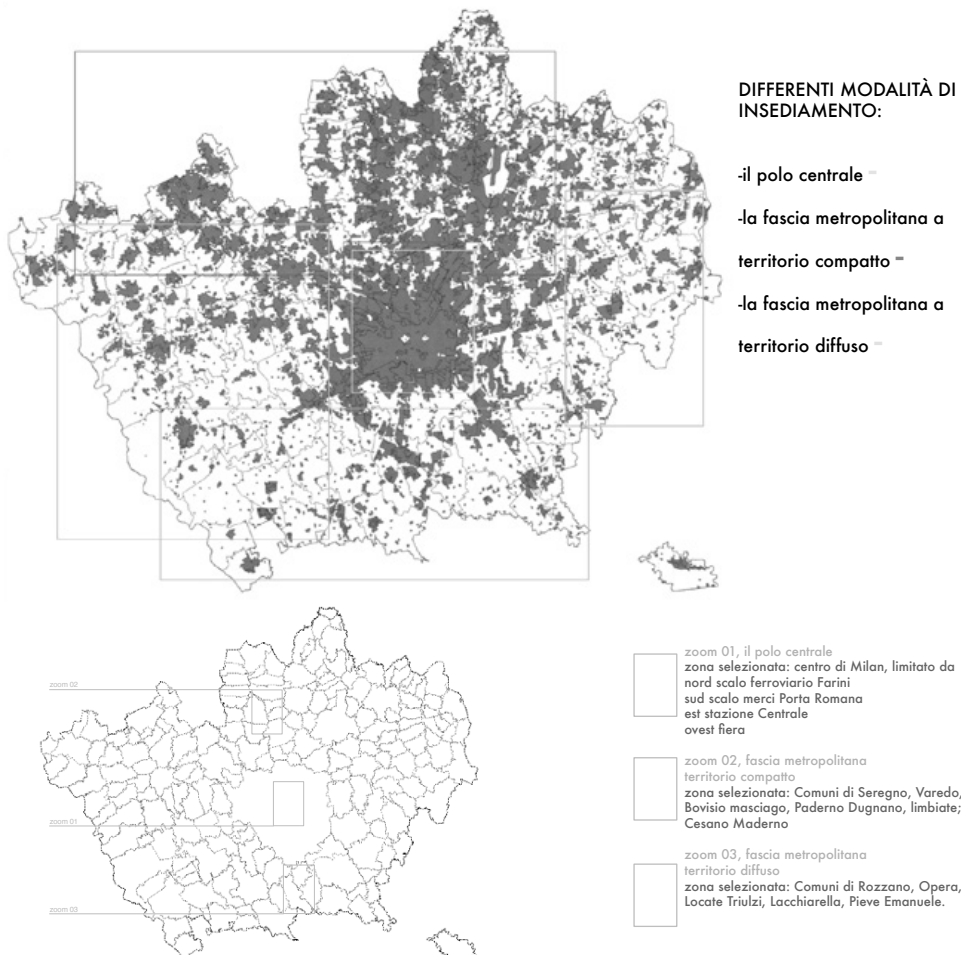 DIFFERENTI MODALITÀ DI
INSEDIAMENTO:
-il polo centrale
-la fascia metropolitana a
territorio compatto
-la fascia metropolitana a
territorio diffuso
zoom 02
zoom 01
zoom 03
zoom 01, il polo centrale
zona selezionata: centro di Milan, limitato da
nord scalo ferroviario Farini
sud scalo merci Porta Romana
est stazione Centrale
ovest fiera
zoom 02, fascia metropolitana
territorio compatto
zona selezionata: Comuni di Seregno, Varedo,
Bovisio masciago, Paderno Dugnano, limbiate;
Cesano Maderno
zoom 03, fascia metropolitana
territorio diffuso
zona selezionata: Comuni di Rozzano, Opera,
Locate Triulzi, Lacchiarella, Pieve Emanuele.